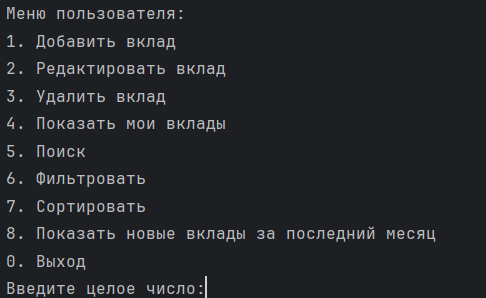 Меню пользователя:
1. Добавить вклад
2. Редактировать вклад
3. Удалить вклад
4. Показать мои вклады
5. Поиск
6. Фильтровать
7. Сортировать
8. Показать новые вклады за последний месяц
0. Выход
Введите целое число: